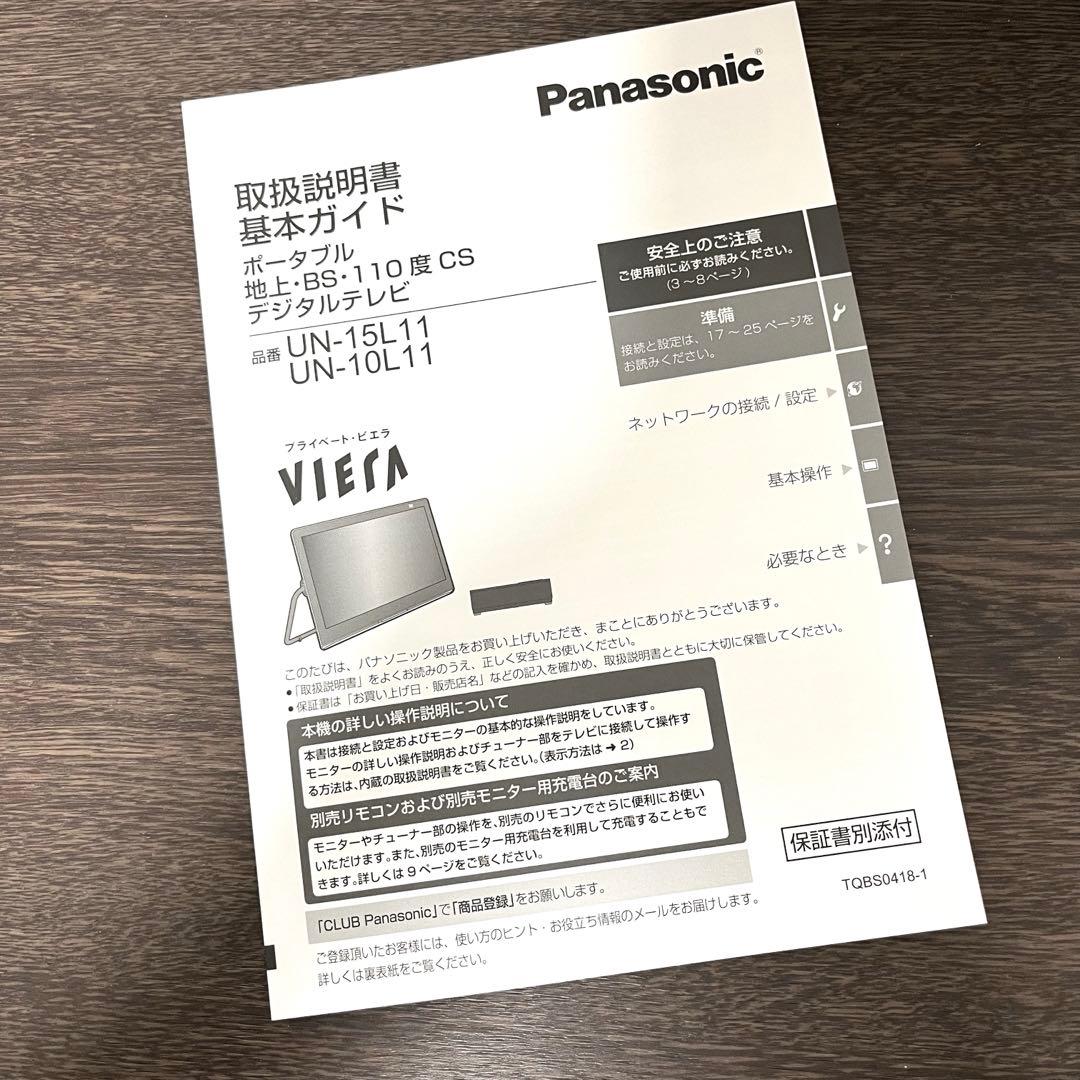 Panasonic®
取扱説明書
基本ガイド
ポータブル
地上・BS・110度CS
デジタルテレビ
品番 UN-15L11
UN-10L11
安全上のご注意
ご使用前に必ずお読みください。
(3～8ページ)
準備
接続と設定は、17～25ページを
お読みください。
ネットワークの接続/設定
基本操作
必要なとき
?
プライベート・ビエラ
VIERA
このたびは、パナソニック製品をお買い上げいただき、まことにありがとうございます。
●「取扱説明書」をよくお読みのうえ、正しく安全にお使いください。
●保証書は「お買い上げ日・販売店名」などの記入を確かめ、取扱説明書とともに大切に保管してください。
本機の詳しい操作説明について
本書は接続と設定およびモニターの基本的な操作説明をしています。
モニターの詳しい操作説明およびチューナー部をテレビに接続して操作す
る方法は、内蔵の取扱説明書をご覧ください。(表示方法は➜2)
別売リモコンおよび別売モニター用充電台のご案内
モニターやチューナー部の操作を、別売のリモコンでさらに便利にお使い
いただけます。また、別売のモニター用充電台を利用して充電することもで
きます。詳しくは9ページをご覧ください。
「CLUB Panasonic」で「商品登録」をお願いします。
ご登録頂いたお客様には、使い方のヒント・お役立ち情報のメールをお届けします。
詳しくは裏表紙をご覧ください。
保証書別添付
TQBS0418-1